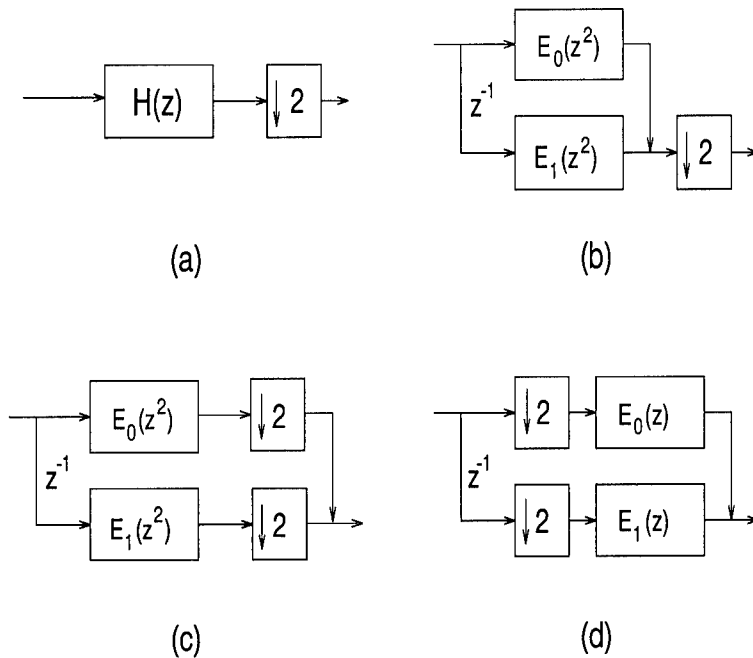 H(z)
↓ 2
(a)
E₀(z²)
z⁻¹
E₁(z²)
↓ 2
(b)
E₀(z²)
↓ 2
z⁻¹
E₁(z²)
↓ 2
(c)
↓ 2
E₀(z)
z⁻¹
↓ 2
E₁(z)
(d)